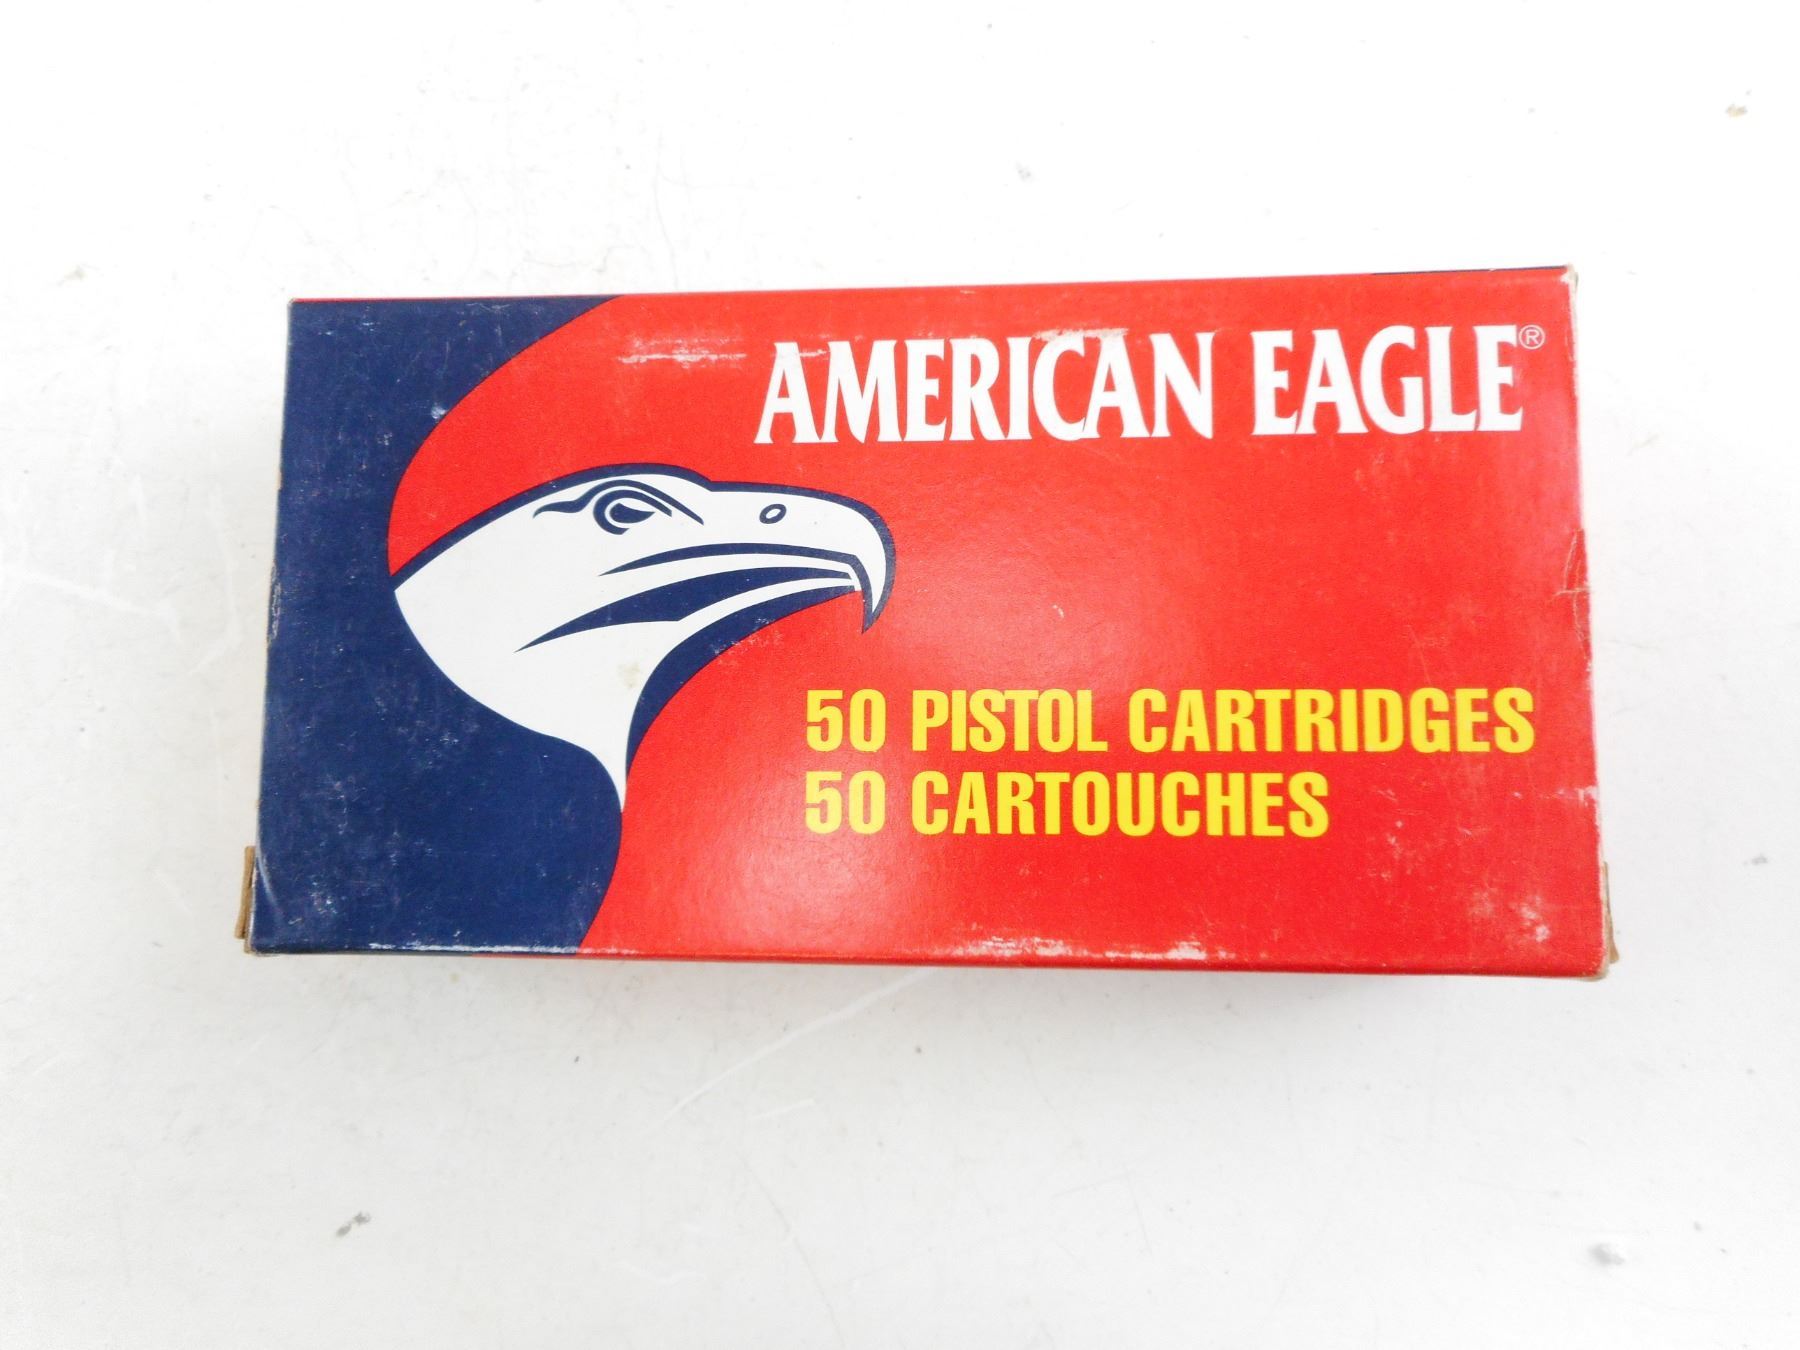 AMERICAN EAGLE®
50 PISTOL CARTRIDGES
50 CARTOUCHES